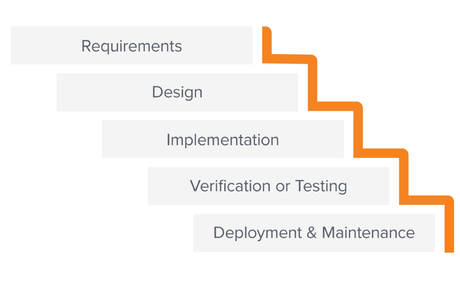 Requirements
Design
Implementation
Verification or Testing
Deployment & Maintenance